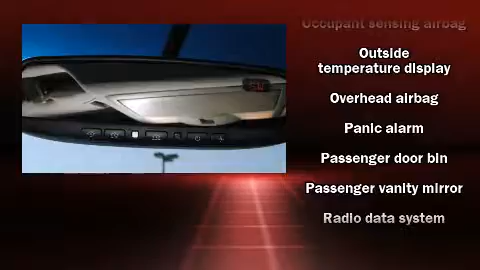 Occupant sensing airbag
Outside
temperature display
Overhead airbag
Panic alarm
Passenger door bin
Passenger vanity mirror
Radio data system